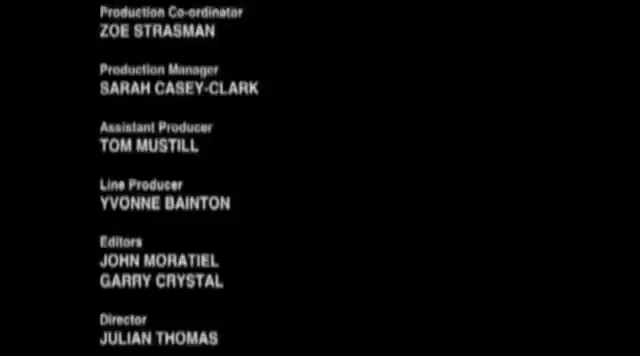 Production Co-ordinator
ZOE STRASMAN
Production Manager
SARAH CASEY-CLARK
Assistant Producer
TOM MUSTILL
Line Producer
YVONNE BAINTON
Editors
JOHN MORATIEL
GARRY CRYSTAL
Director
JULIAN THOMAS